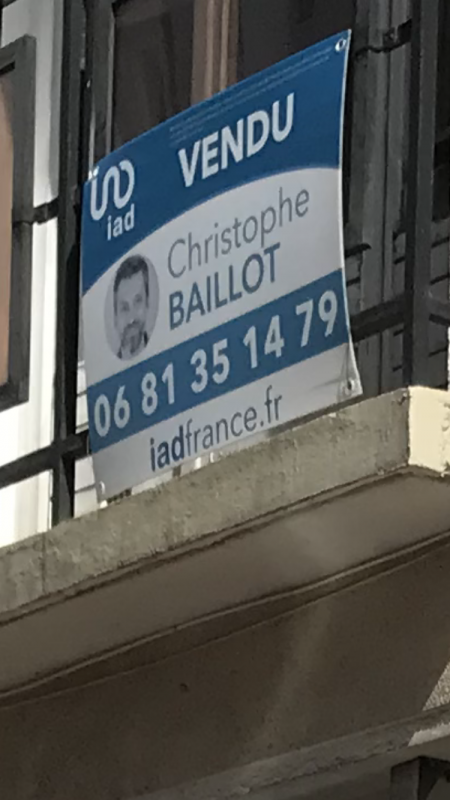 VENDU
iad
Christophe
BAILLOT
06 81 35 14 79
iadfrance.fr